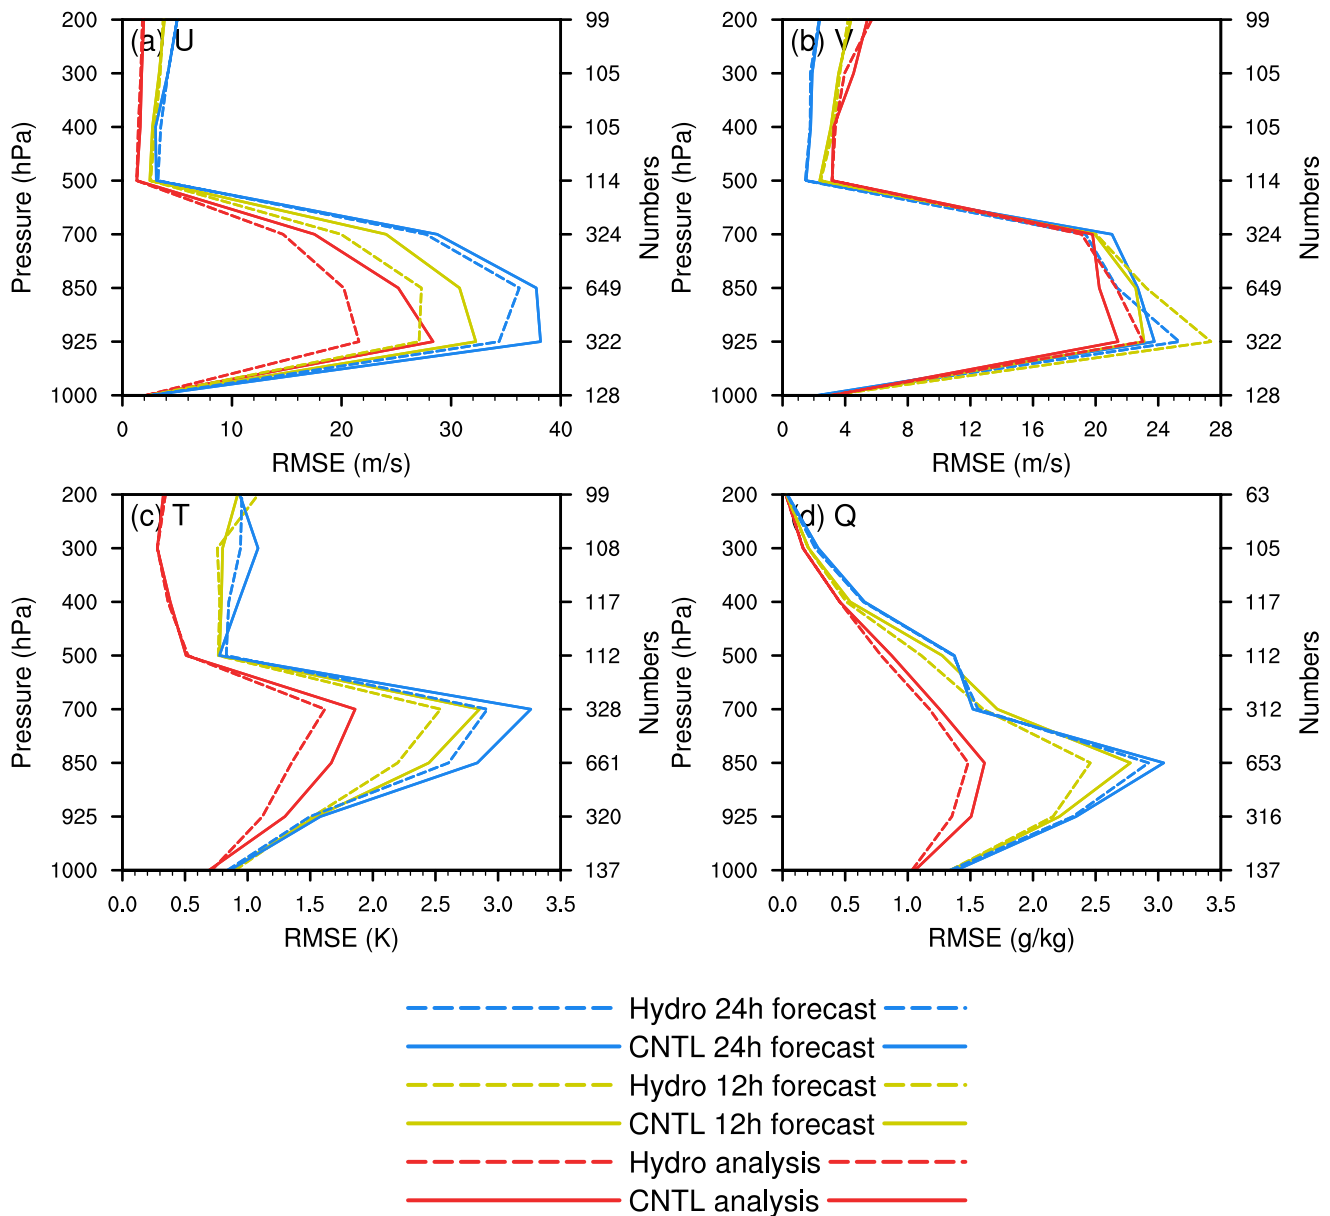 (a) U
200
300
400
500
700
850
925
1000
Pressure (hPa)
99
105
105
114
324
649
322
128
Numbers
0 10 20 30 40
RMSE (m/s)
(b) V
200
300
400
500
700
850
925
1000
Pressure (hPa)
99
105
105
114
324
649
322
128
Numbers
0 4 8 12 16 20 24 28
RMSE (m/s)
(c) T
200
300
400
500
700
850
925
1000
Pressure (hPa)
99
108
117
112
328
661
320
137
Numbers
0.0 0.5 1.0 1.5 2.0 2.5 3.0 3.5
RMSE (K)
(d) Q
200
300
400
500
700
850
925
1000
Pressure (hPa)
63
105
117
112
312
653
316
137
Numbers
0.0 0.5 1.0 1.5 2.0 2.5 3.0 3.5
RMSE (g/kg)
Hydro 24h forecast
CNTL 24h forecast
Hydro 12h forecast
CNTL 12h forecast
Hydro analysis
CNTL analysis